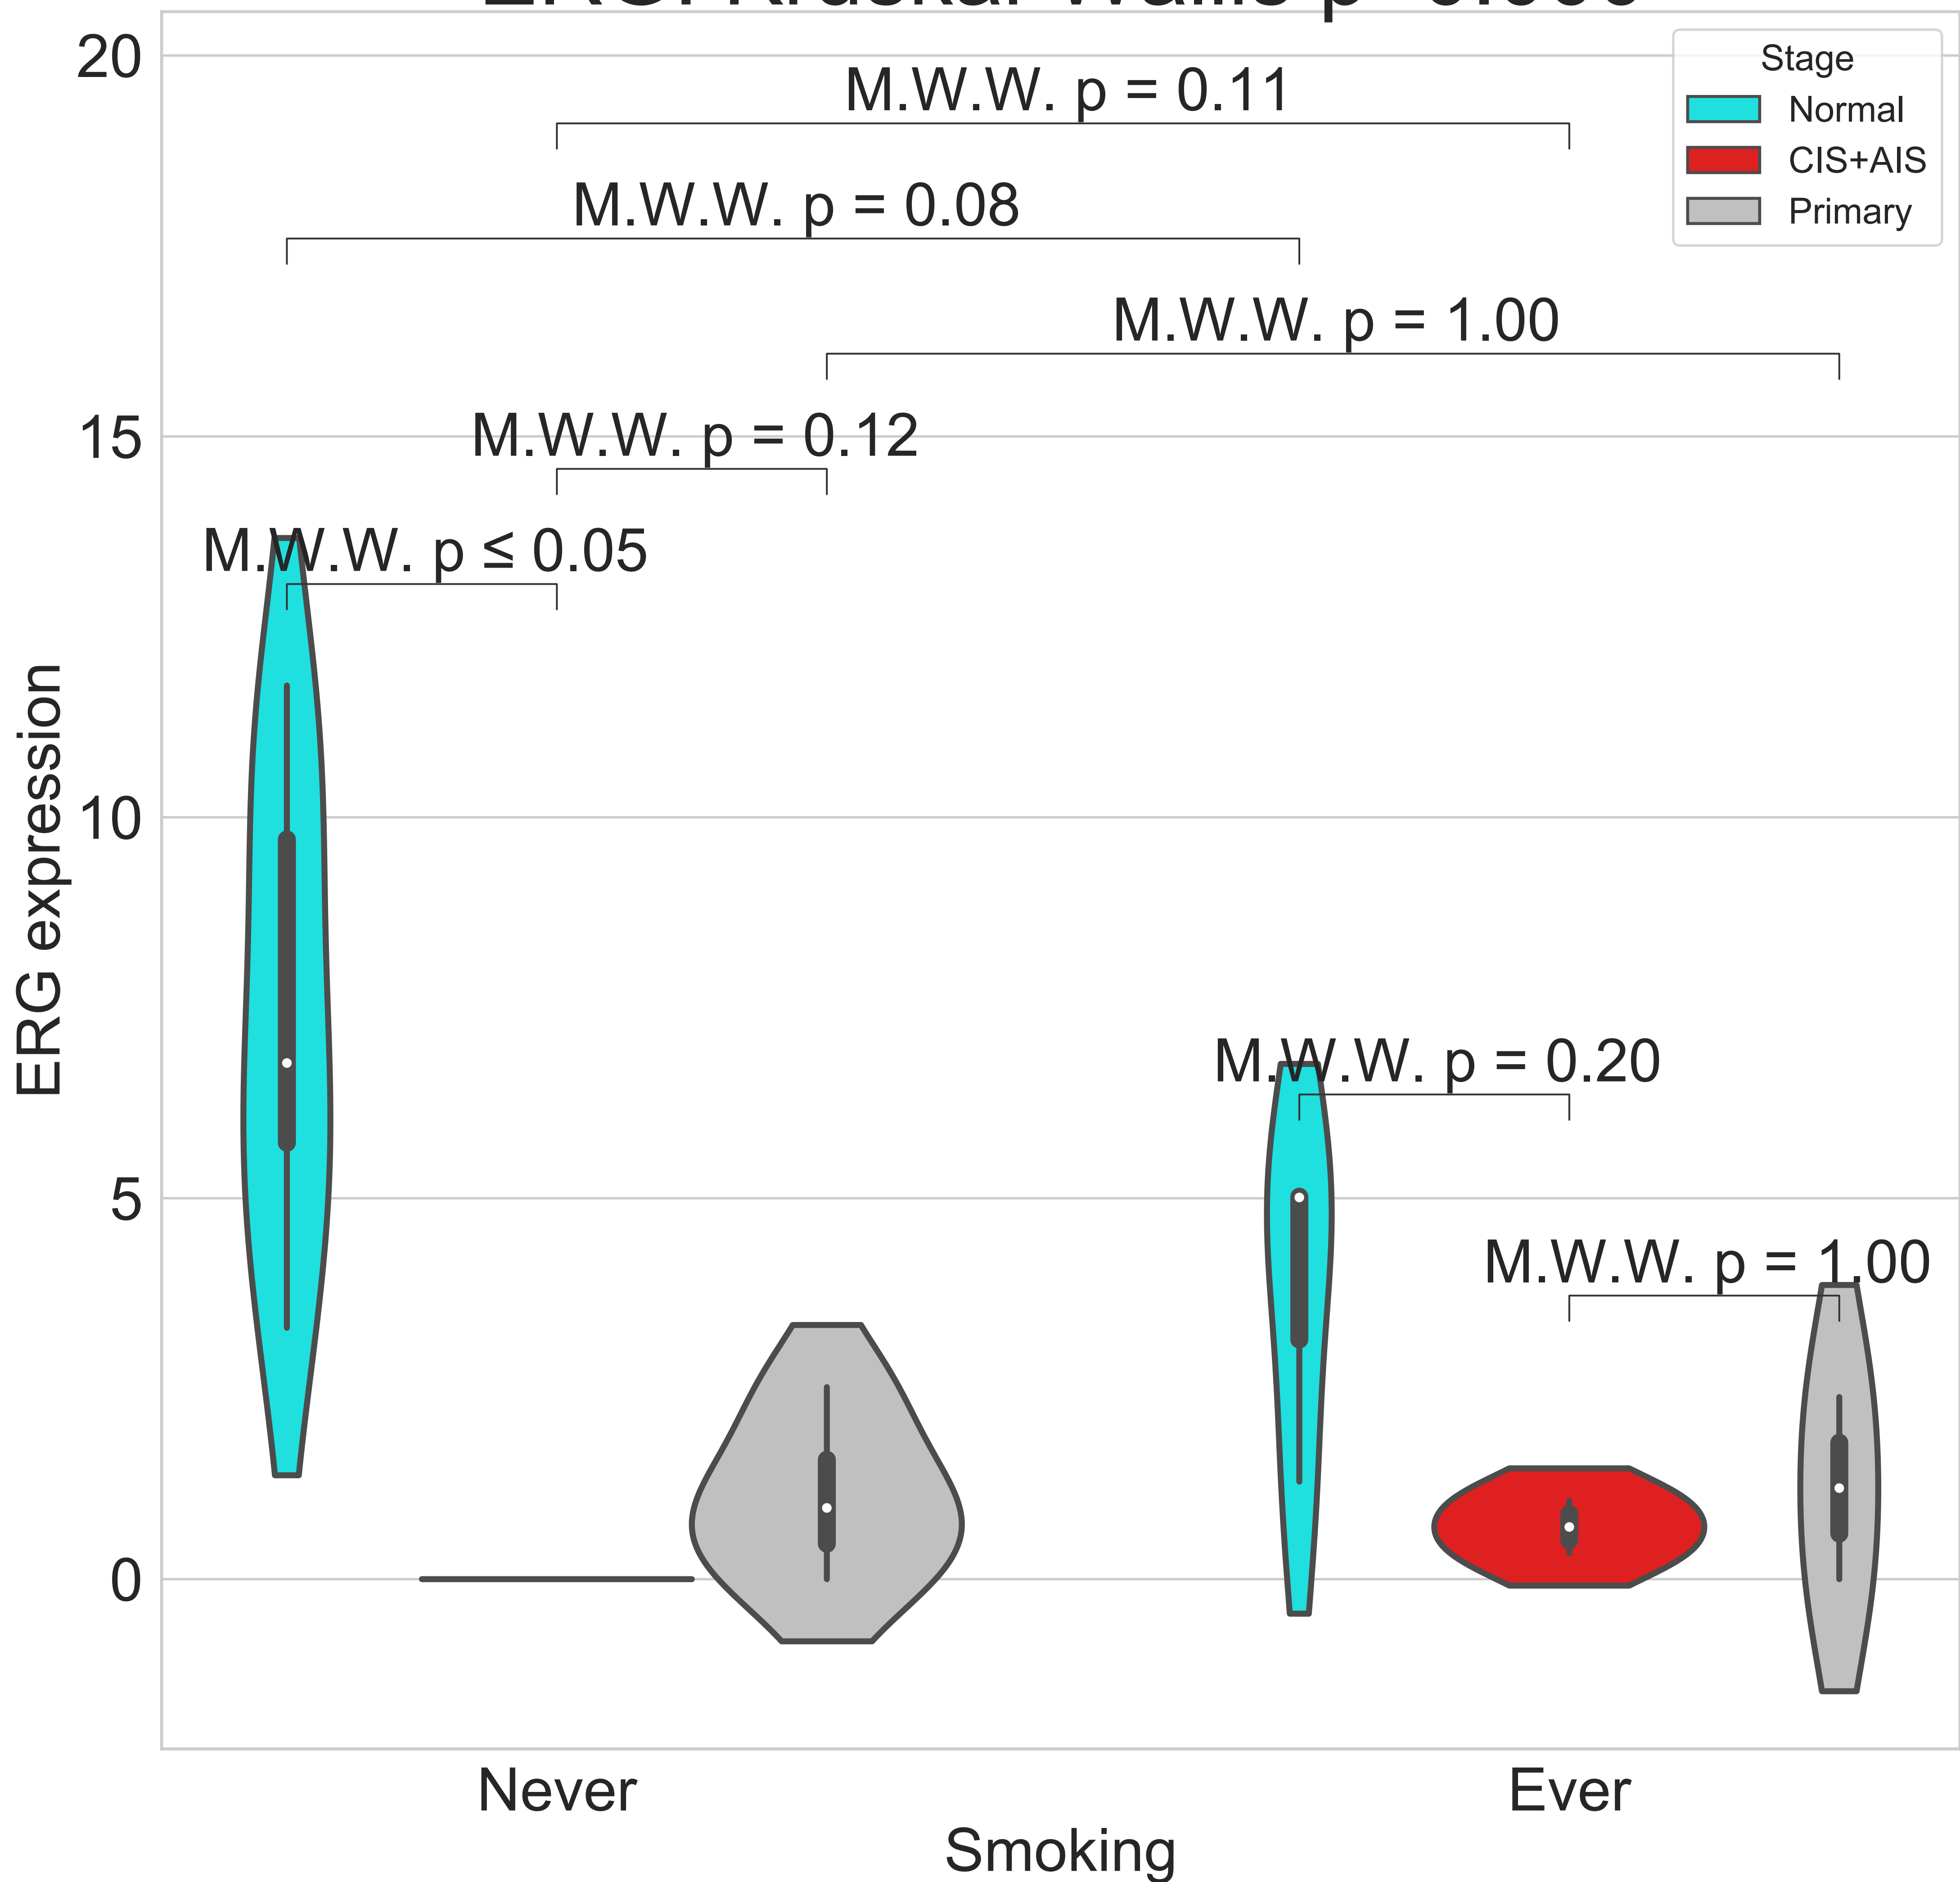 20
Stage
Normal
CIS+AIS
Primary
M.W.W. p = 0.11
M.W.W. p = 0.08
M.W.W. p = 1.00
15
M.W.W. p = 0.12
M.W.W. p ≤ 0.05
10
ERG expression
M.W.W. p = 0.20
5
M.W.W. p = 1.00
0
Never
Ever
Smoking